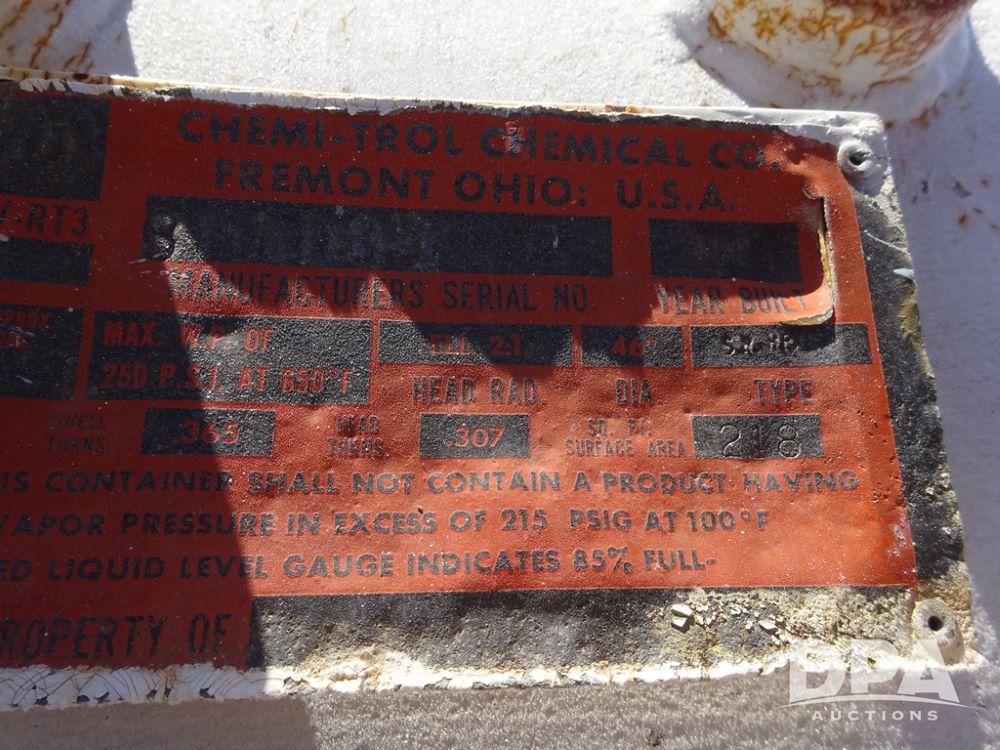 CHEMI-TROL CHEMICAL CO.
FREMONT OHIO: U.S.A.
-RT3
MANUFACTURERS SERIAL NO. YEAR BUILT
MAX. W.P. OF
250 P.S.I. AT 650°F
ELL 2:1 46"
HEAD RAD. DIA. TYPE
SHELL THKNS. .365 HEAD THKNS. .307 SQ. FT. SURFACE AREA 218
IS CONTAINER SHALL NOT CONTAIN A PRODUCT HAVING
VAPOR PRESSURE IN EXCESS OF 215 PSIG AT 100°F
ED LIQUID LEVEL GAUGE INDICATES 85% FULL-
PROPERTY OF
DPA
AUCTIONS